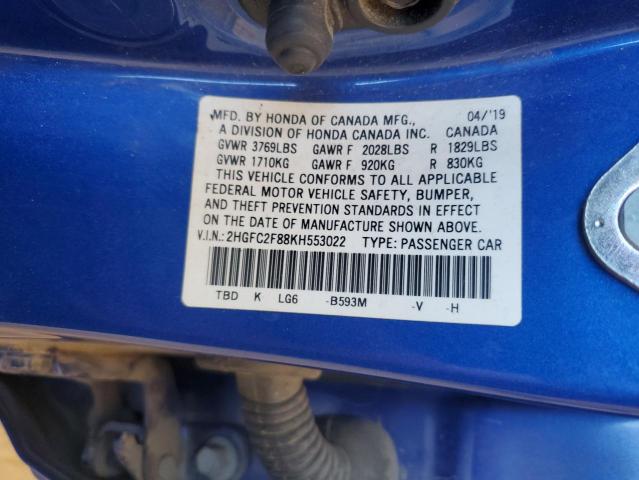 MFD. BY HONDA OF CANADA MFG., 04/'19
A DIVISION OF HONDA CANADA INC. CANADA
GVWR 3769LBS GAWR F 2028LBS R 1829LBS
GVWR 1710KG GAWR F 920KG R 830KG
THIS VEHICLE CONFORMS TO ALL APPLICABLE
FEDERAL MOTOR VEHICLE SAFETY, BUMPER,
AND THEFT PREVENTION STANDARDS IN EFFECT
ON THE DATE OF MANUFACTURE SHOWN ABOVE.
V.I.N.: 2HGFC2F88KH553022 TYPE: PASSENGER CAR
TBD K LG6 -B593M -V -H